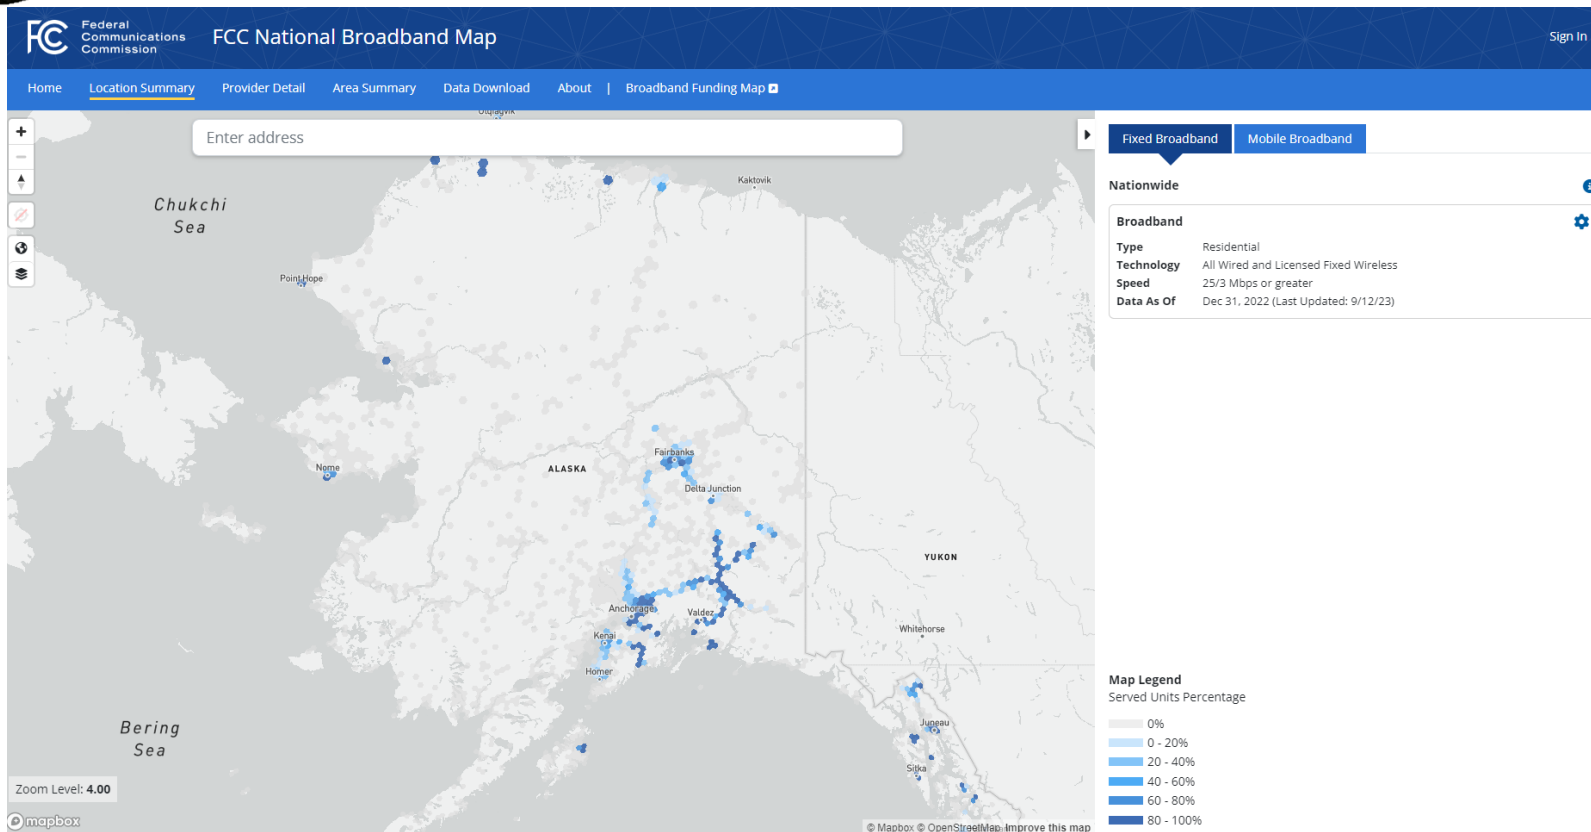 FCC
Federal
Communications
Commission
FCC National Broadband Map
Sign In
Home
Location Summary
Provider Detail
Area Summary
Data Download
About
|
Broadband Funding Map
Utqiagvik
Enter address
Fixed Broadband
Mobile Broadband
Nationwide
Broadband
Type Residential
Technology All Wired and Licensed Fixed Wireless
Speed 25/3 Mbps or greater
Data As Of Dec 31, 2022 (Last Updated: 9/12/23)
Kaktovik
Chukchi
Sea
Point Hope
Fairbanks
Nome
ALASKA
Delta Junction
YUKON
Anchorage
Valdez
Whitehorse
Kenai
Homer
Bering
Sea
Juneau
Sitka
Map Legend
Served Units Percentage
0%
0 - 20%
20 - 40%
40 - 60%
60 - 80%
80 - 100%
Zoom Level: 4.00
mapbox
© Mapbox © OpenStreetMap Improve this map